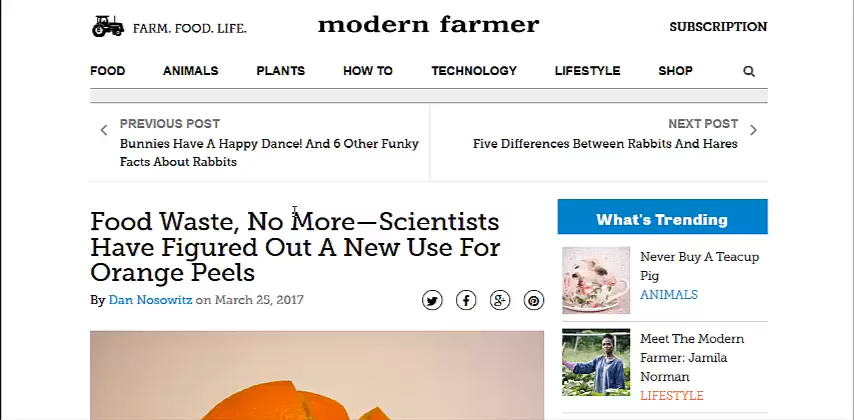 FARM. FOOD. LIFE.
modern farmer
SUBSCRIPTION
FOOD ANIMALS PLANTS HOW TO TECHNOLOGY LIFESTYLE SHOP
PREVIOUS POST
Bunnies Have A Happy Dance! And 6 Other Funky
Facts About Rabbits
NEXT POST
Five Differences Between Rabbits And Hares
Food Waste, No More—Scientists
Have Figured Out A New Use For
Orange Peels
By Dan Nosowitz on March 25, 2017
What's Trending
Never Buy A Teacup
Pig
ANIMALS
Meet The Modern
Farmer: Jamila
Norman
LIFESTYLE